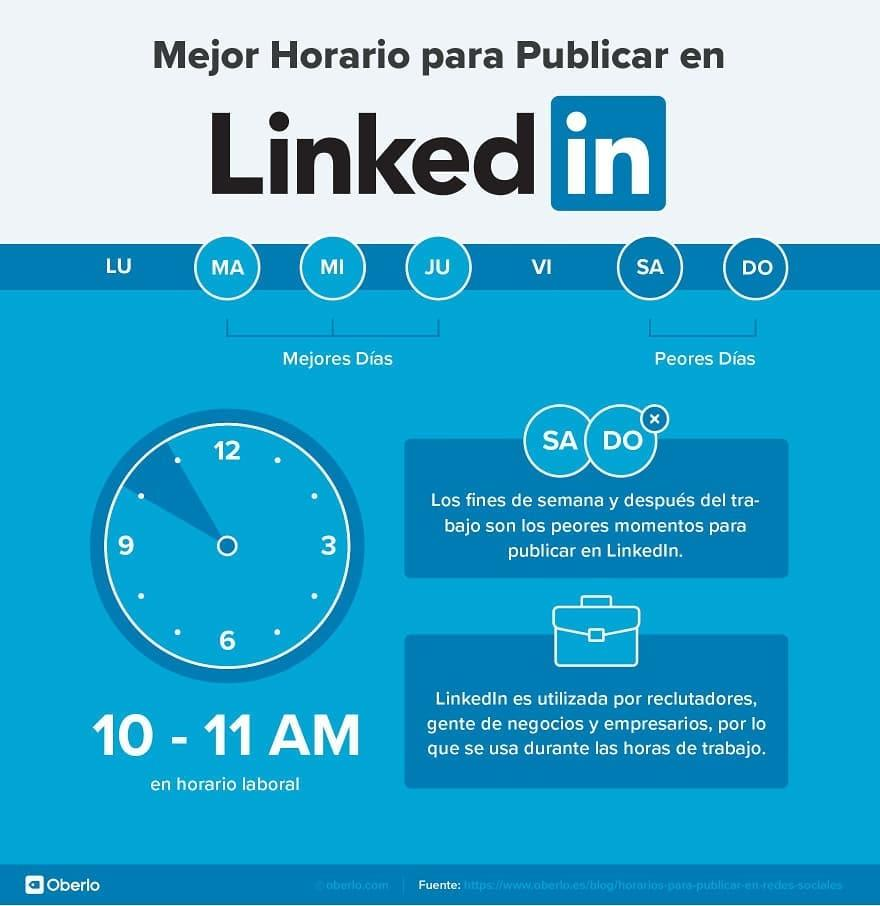 Mejor Horario para Publicar en
Linked in
LU MA MI JU VI SA DO
Mejores Días
Peores Días
12
9
3
6
10 - 11 AM
en horario laboral
SA DO
Los fines de semana y después del tra-
bajo son los peores momentos para
publicar en LinkedIn.
LinkedIn es utilizada por reclutadores,
gente de negocios y empresarios, por lo
que se usa durante las horas de trabajo.
Oberlo
© oberlo.com
Fuente: https://www.oberlo.es/blog/horarios-para-publicar-en-redes-sociales